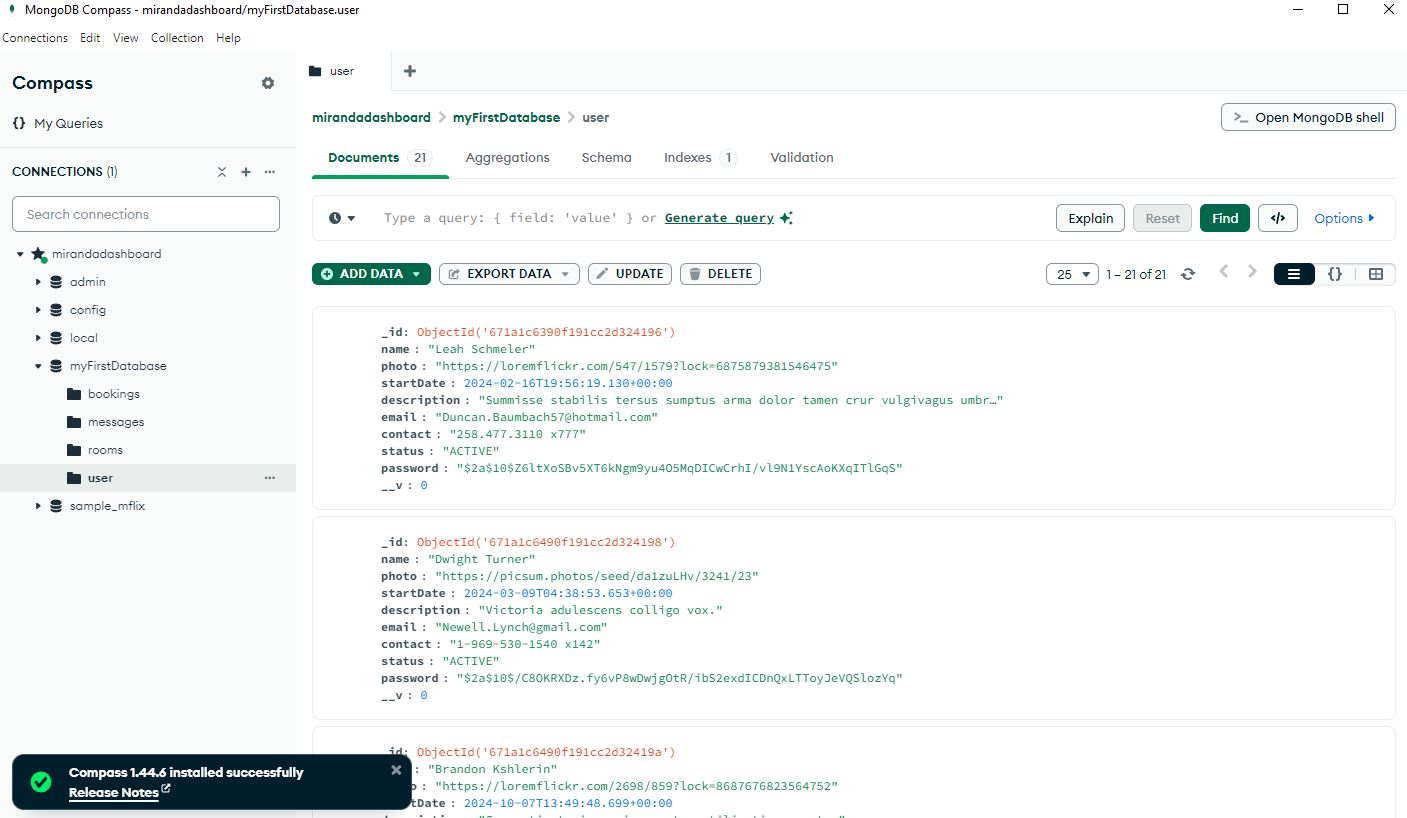 MongoDB Compass - mirandadashboard/myFirstDatabase.user
Connections Edit View Collection Help
Compass
My Queries
CONNECTIONS (1)
Search connections
mirandadashboard
admin
config
local
myFirstDatabase
bookings
messages
rooms
user
sample_mflix
user
mirandadashboard > myFirstDatabase > user
>_ Open MongoDB shell
Documents 21 Aggregations Schema Indexes 1 Validation
Type a query: { field: 'value' } or Generate query
Explain Reset Find </> Options
ADD DATA EXPORT DATA UPDATE DELETE
25 1 – 21 of 21 {}
_id: ObjectId('671a1c6390f191cc2d324196')
name : "Leah Schmeler"
photo : "https://loremflickr.com/547/1579?lock=6875879381546475"
startDate : 2024-02-16T19:56:19.130+00:00
description : "Summisse stabilis tersus sumptus arma dolor tamen crur vulgivagus umbr…"
email : "Duncan.Baumbach57@hotmail.com"
contact : "258.477.3110 x777"
status : "ACTIVE"
password : "$2a$10$Z6ltXoSBv5XT6kNgm9yu4O5MqDICwCrhI/vl9N1YscAoKXqITlGqS"
__v : 0
_id: ObjectId('671a1c6490f191cc2d324198')
name : "Dwight Turner"
photo : "https://picsum.photos/seed/da1zuLHv/3241/23"
startDate : 2024-03-09T04:38:53.653+00:00
description : "Victoria adulescens colligo vox."
email : "Newell.Lynch@gmail.com"
contact : "1-969-530-1540 x142"
status : "ACTIVE"
password : "$2a$10$/C8OKRXDz.fy6vP8wDwjgOtR/ibS2exdICDnQxLTToyJeVQSlozYq"
__v : 0
_id: ObjectId('671a1c6490f191cc2d32419a')
: "Brandon Kshlerin"
o : "https://loremflickr.com/2698/859?lock=8687676823564752"
tDate : 2024-10-07T13:49:48.699+00:00
Compass 1.44.6 installed successfully
Release Notes